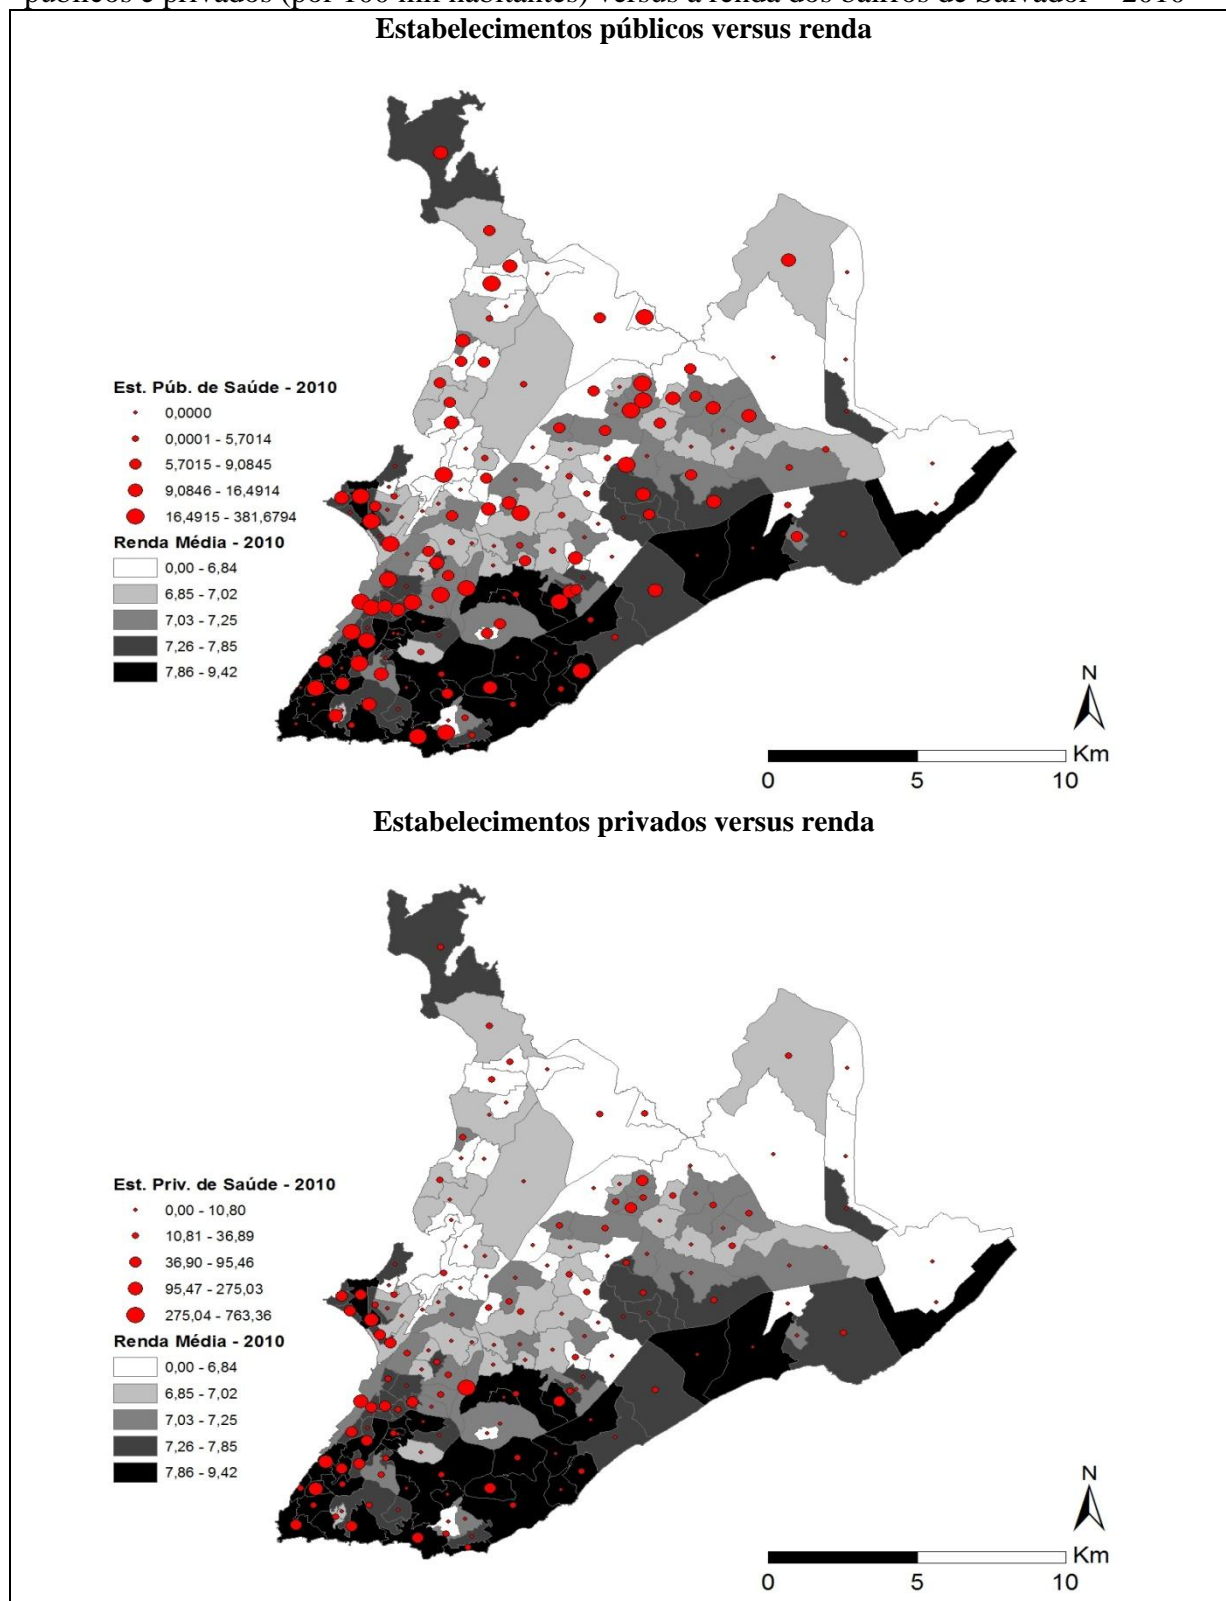 públicos e privados (por 100 mil habitantes) versus a renda dos bairros de Salvador – 2010
Estabelecimentos públicos versus renda
Est. Púb. de Saúde - 2010
0,0000
0,0001 - 5,7014
5,7015 - 9,0845
9,0846 - 16,4914
16,4915 - 381,6794
Renda Média - 2010
0,00 - 6,84
6,85 - 7,02
7,03 - 7,25
7,26 - 7,85
7,86 - 9,42
N
Km
0 5 10
Estabelecimentos privados versus renda
Est. Priv. de Saúde - 2010
0,00 - 10,80
10,81 - 36,89
36,90 - 95,46
95,47 - 275,03
275,04 - 763,36
Renda Média - 2010
0,00 - 6,84
6,85 - 7,02
7,03 - 7,25
7,26 - 7,85
7,86 - 9,42
N
Km
0 5 10